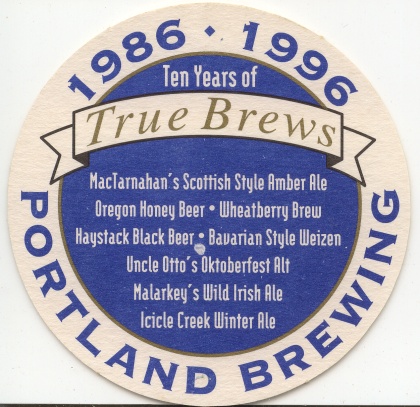 1986 • 1996
Ten Years of
True Brews
MacTarnahan's Scottish Style Amber Ale
Oregon Honey Beer • Wheatberry Brew
Haystack Black Beer • Bavarian Style Weizen
Uncle Otto's Oktoberfest Alt
Malarkey's Wild Irish Ale
Icicle Creek Winter Ale
PORTLAND BREWING